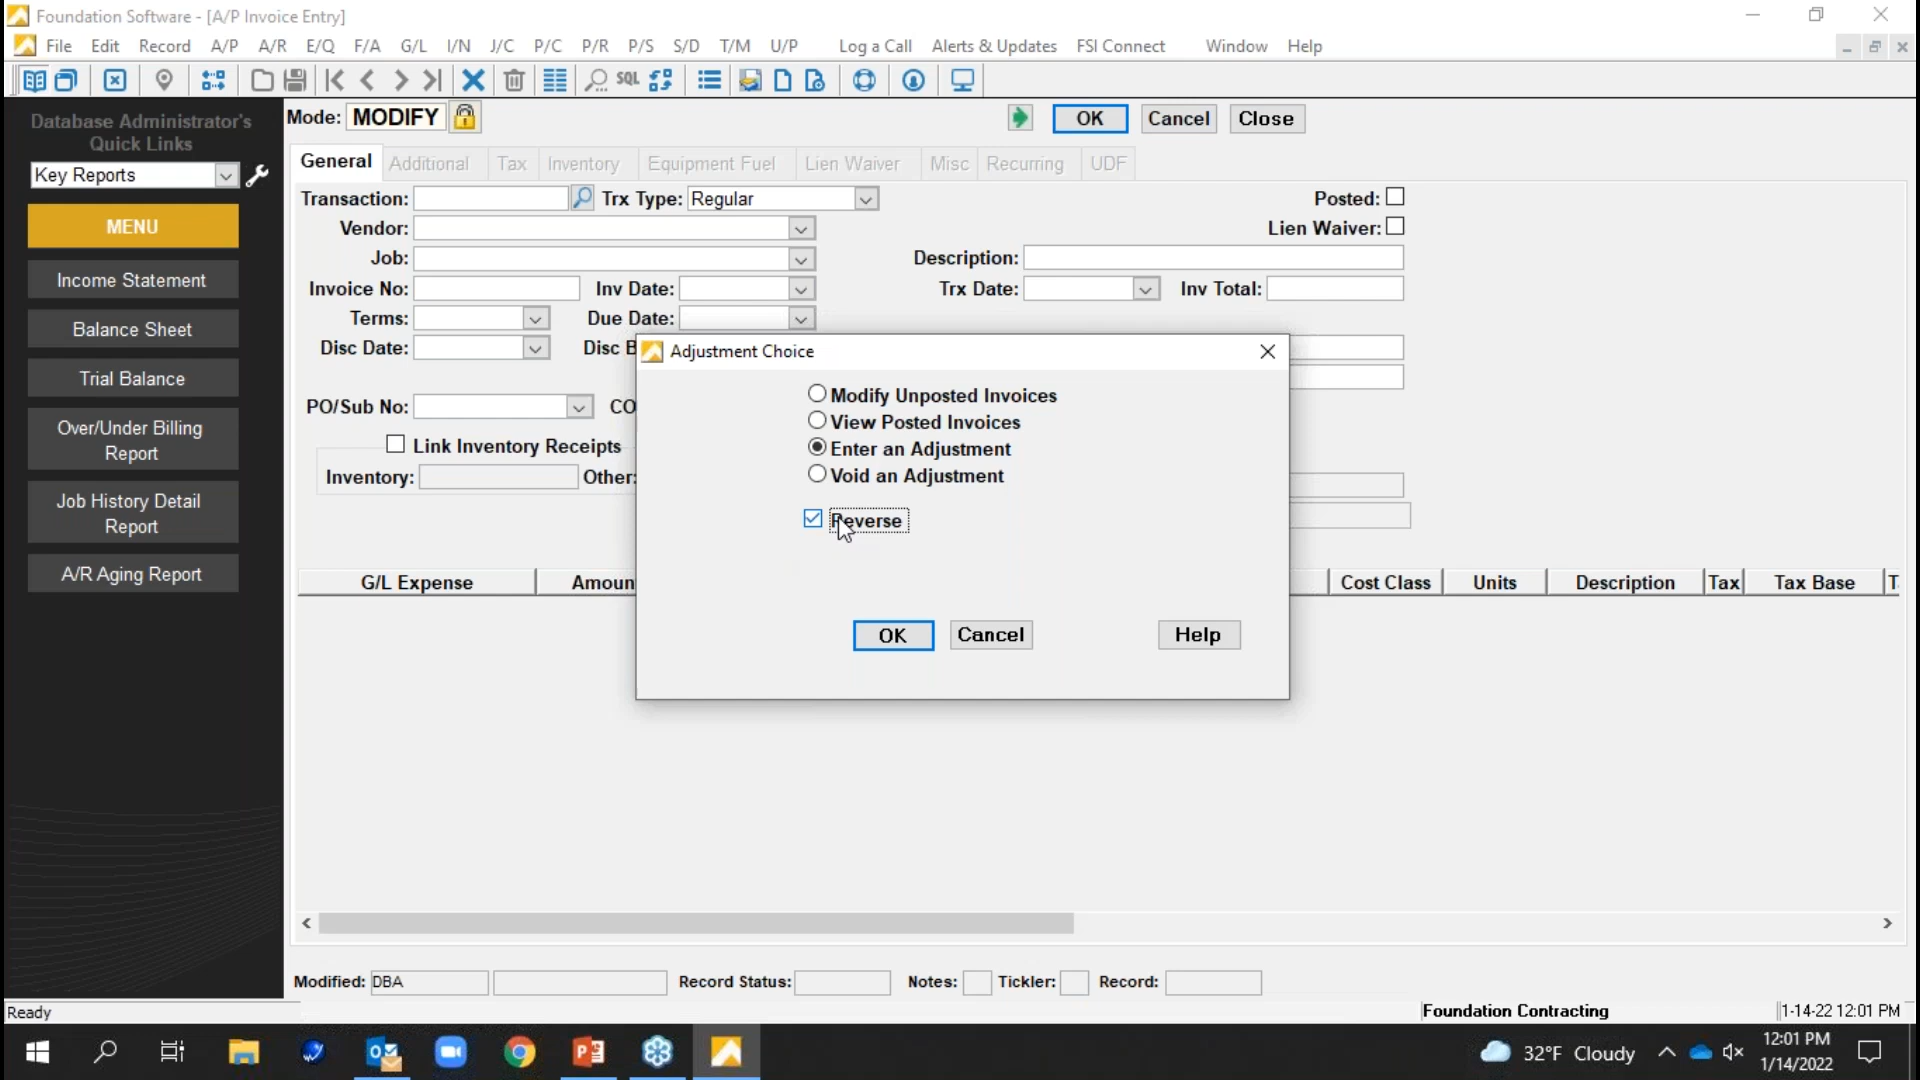 Foundation Software - [A/P Invoice Entry]
File Edit Record A/P A/R E/Q F/A G/L I/N J/C P/C P/R P/S S/D T/M U/P Log a Call Alerts & Updates FSI Connect Window Help
SQL
Database Administrator's
Quick Links
Key Reports
MENU
Income Statement
Balance Sheet
Trial Balance
Over/Under Billing
Report
Job History Detail
Report
A/R Aging Report
Mode: MODIFY OK Cancel Close
General Additional Tax Inventory Equipment Fuel Lien Waiver Misc Recurring UDF
Transaction: Trx Type: Regular Posted:
Vendor: Lien Waiver:
Job: Description:
Invoice No: Inv Date: Trx Date: Inv Total:
Terms: Due Date:
Disc Date: Disc B
PO/Sub No: CO
Link Inventory Receipts
Inventory: Other:
Adjustment Choice
Modify Unposted Invoices
View Posted Invoices
Enter an Adjustment
Void an Adjustment
Reverse
OK Cancel Help
G/L Expense Amoun Cost Class Units Description Tax Tax Base T
Modified: DBA Record Status: Notes: Tickler: Record:
Ready Foundation Contracting 1-14-22 12:01 PM
32°F Cloudy 12:01 PM
1/14/2022